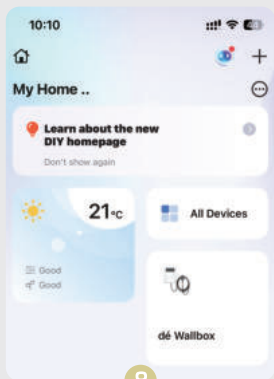 10:10
44
My Home ..
Learn about the new
DIY homepage
Don't show again
21°C
All Devices
Good
Good
dé Wallbox